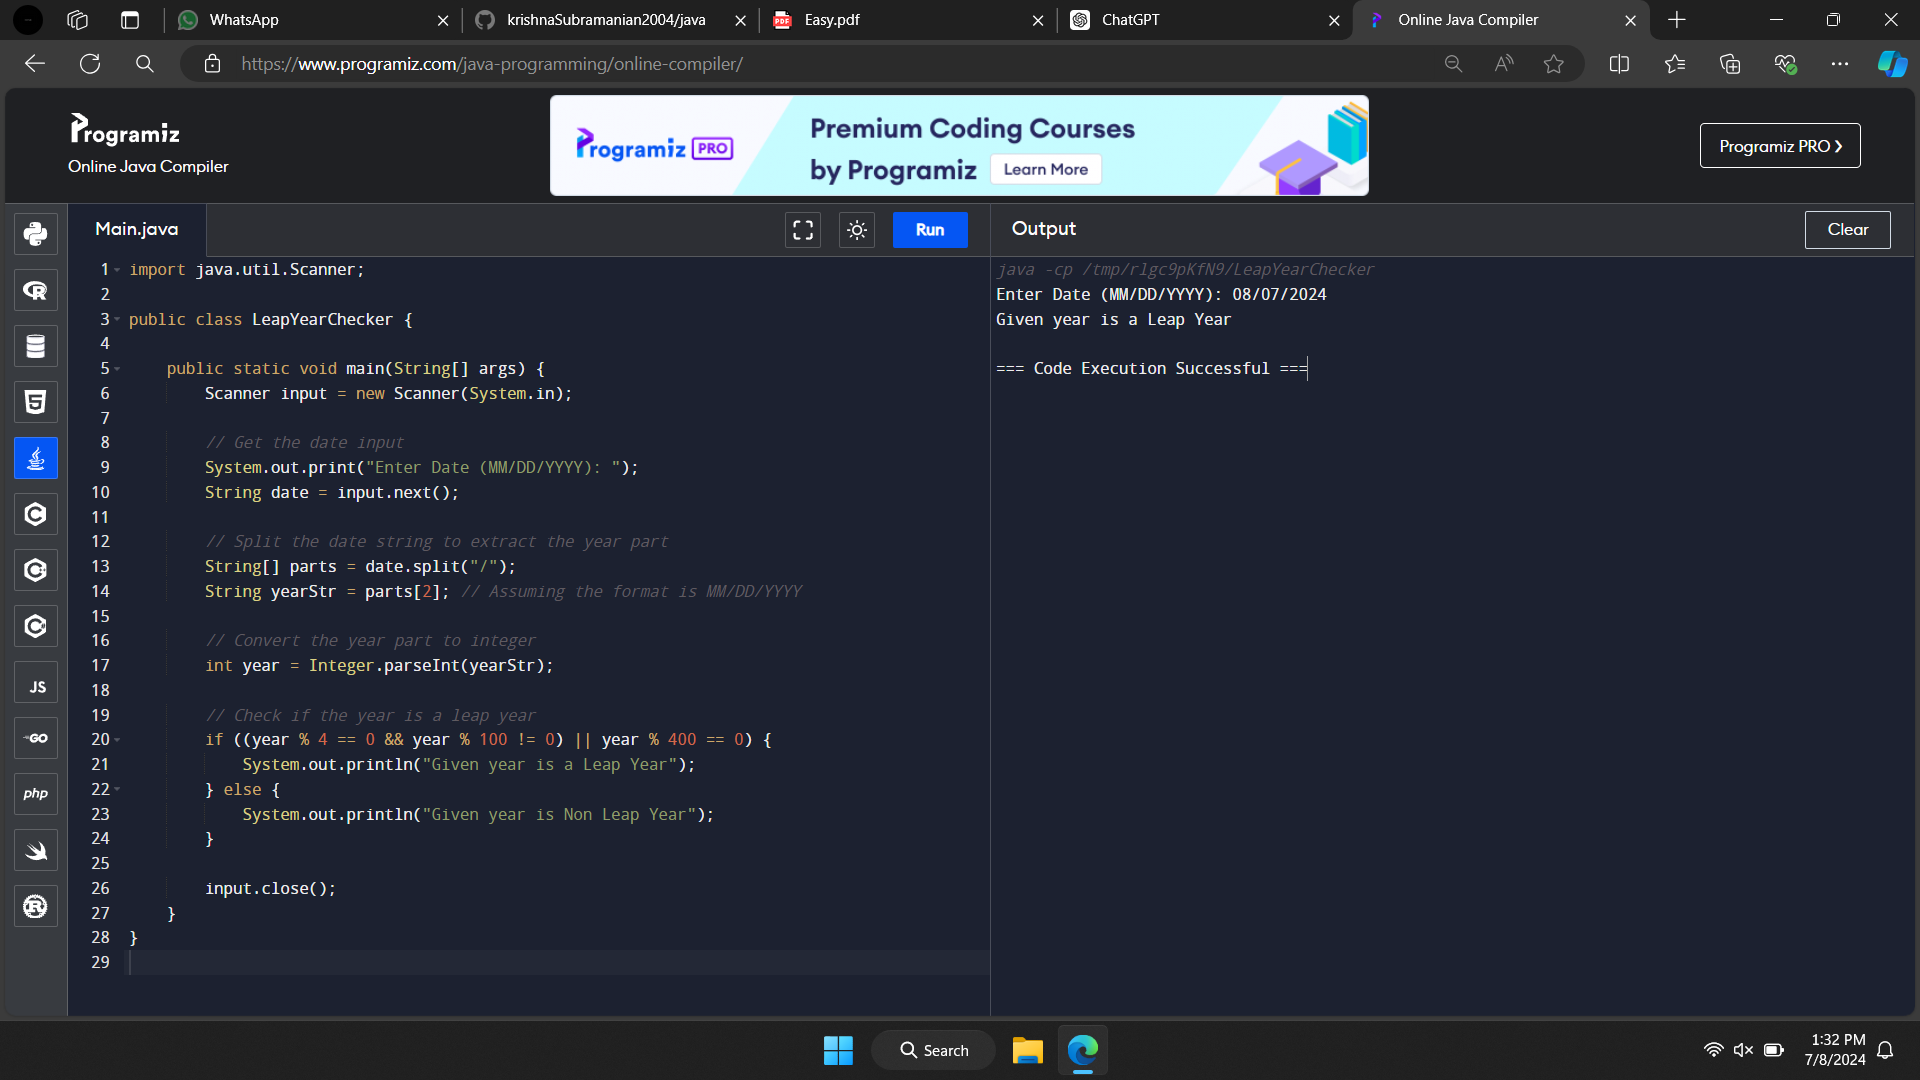 WhatsApp
krishnaSubramanian2004/java
Easy.pdf
ChatGPT
Online Java Compiler
https://www.programiz.com/java-programming/online-compiler/
Programiz
Online Java Compiler
Programiz PRO
Premium Coding Courses
by Programiz
Learn More
Programiz PRO
Main.java
Run
Output
Clear
1 import java.util.Scanner;
2
3 public class LeapYearChecker {
4
5     public static void main(String[] args) {
6         Scanner input = new Scanner(System.in);
7
8         // Get the date input
9         System.out.print("Enter Date (MM/DD/YYYY): ");
10         String date = input.next();
11
12         // Split the date string to extract the year part
13         String[] parts = date.split("/");
14         String yearStr = parts[2]; // Assuming the format is MM/DD/YYYY
15
16         // Convert the year part to integer
17         int year = Integer.parseInt(yearStr);
18
19         // Check if the year is a leap year
20         if ((year % 4 == 0 && year % 100 != 0) || year % 400 == 0) {
21             System.out.println("Given year is a Leap Year");
22         } else {
23             System.out.println("Given year is Non Leap Year");
24         }
25
26         input.close();
27     }
28 }
29
java -cp /tmp/rlgc9pKfN9/LeapYearChecker
Enter Date (MM/DD/YYYY): 08/07/2024
Given year is a Leap Year
=== Code Execution Successful ===
JS
GO
php
Search
1:32 PM
7/8/2024